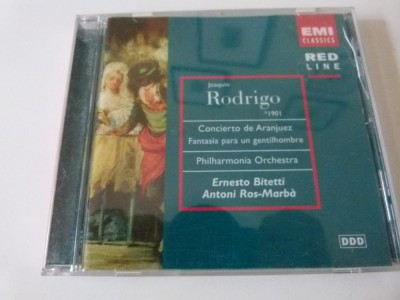 EMI
CLASSICS
RED
LINE
Joaquín
Rodrigo
*1901
Concierto de Aranjuez
Fantasia para un gentilhombre
Philharmonia Orchestra
Ernesto Bitetti
Antoni Ros-Marbà
DDD